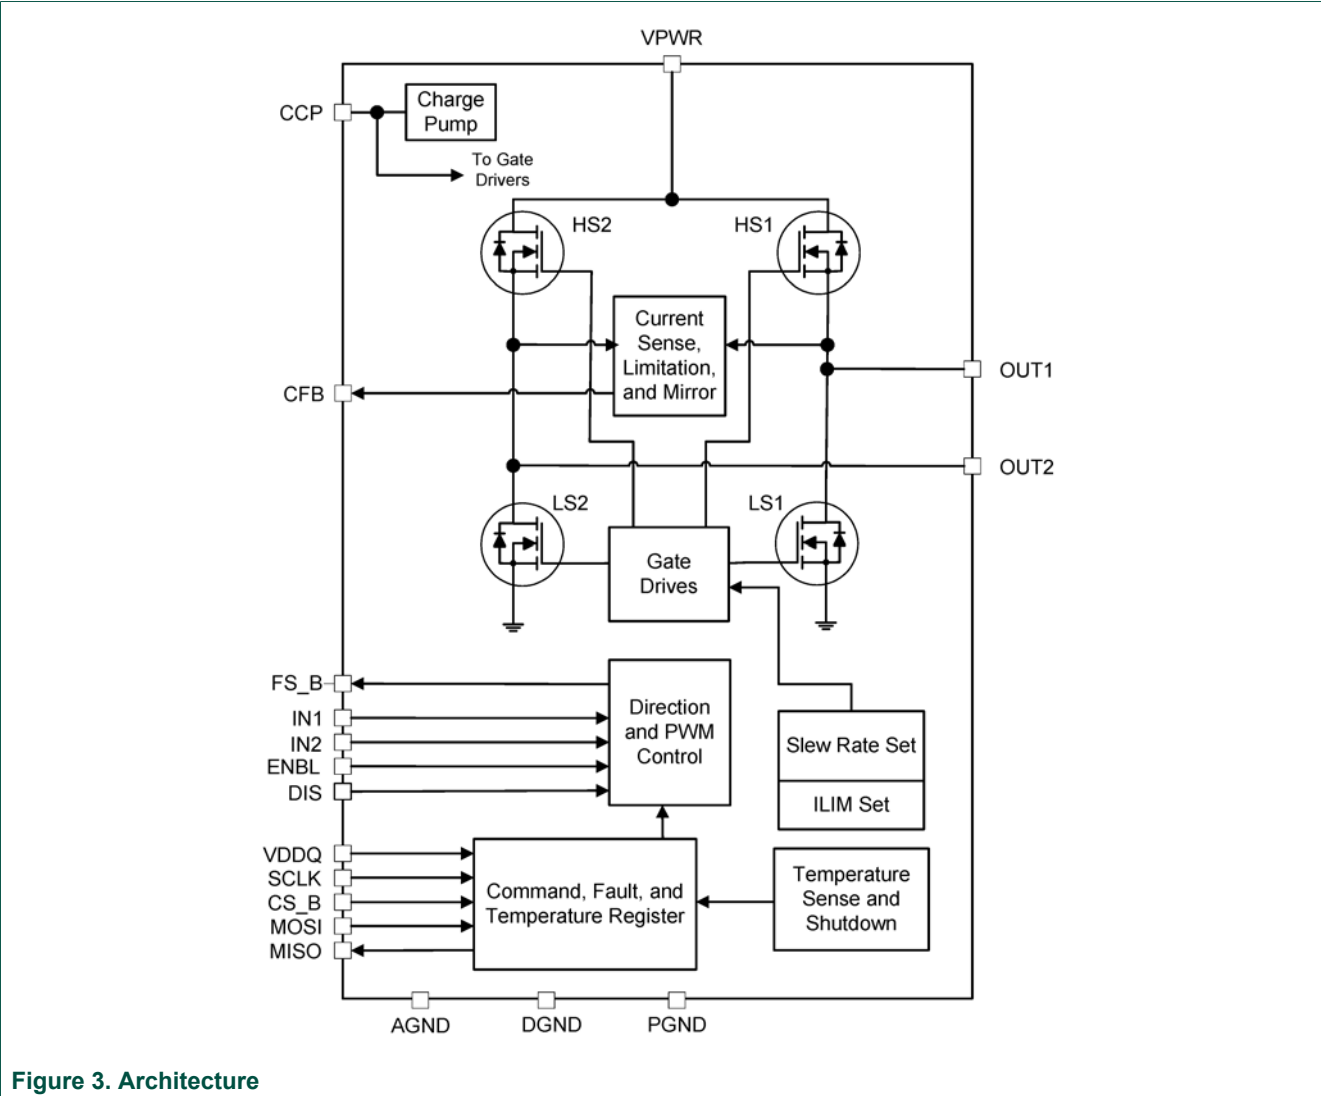 VPWR
CCP
Charge
Pump
To Gate
Drivers
HS2
HS1
Current
Sense,
Limitation,
and Mirror
OUT1
CFB
OUT2
LS2
LS1
Gate
Drives
FS_B
IN1
IN2
ENBL
DIS
Direction
and PWM
Control
Slew Rate Set
ILIM Set
VDDQ
SCLK
CS_B
MOSI
MISO
Command, Fault, and
Temperature Register
Temperature
Sense and
Shutdown
AGND
DGND
PGND
Figure 3. Architecture